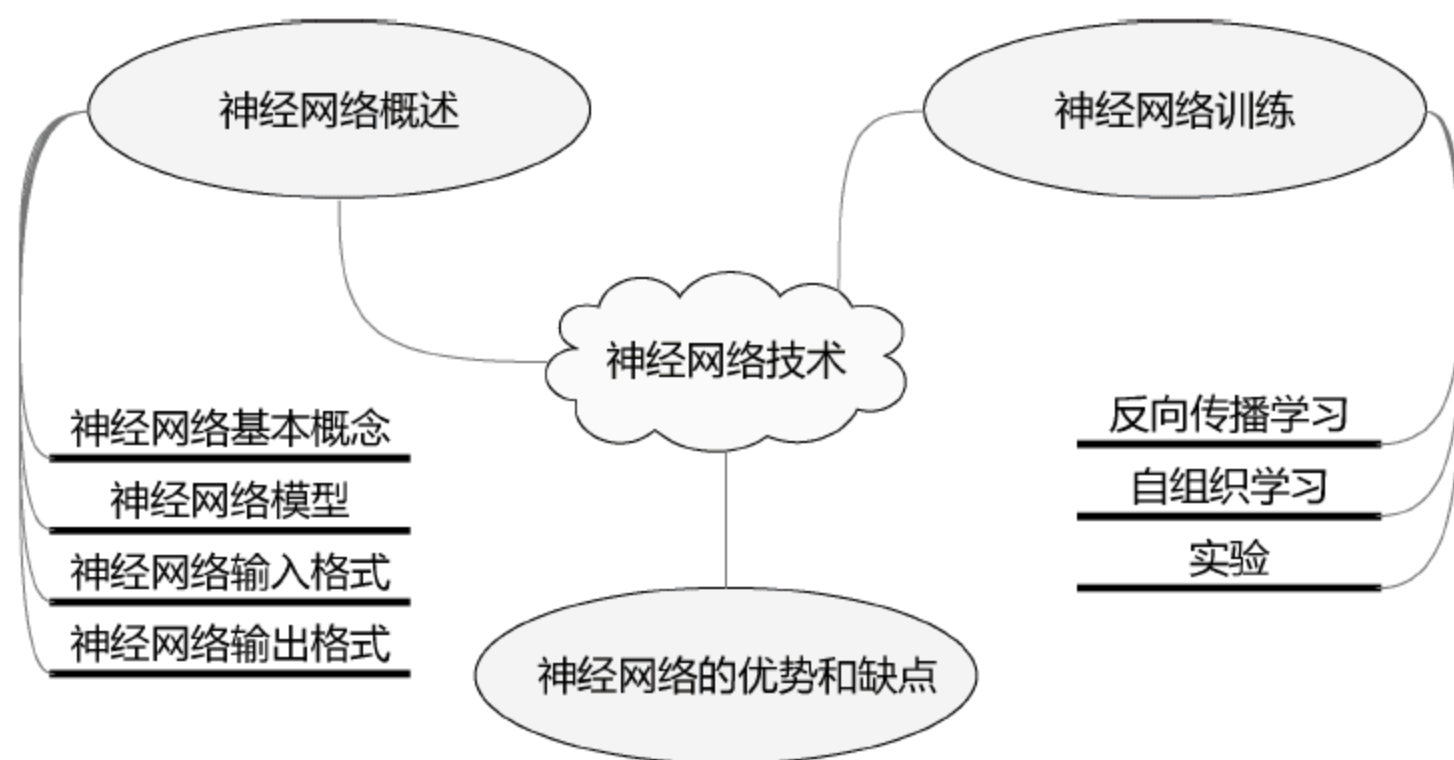 神经网络概述
神经网络训练
神经网络技术
神经网络基本概念
神经网络模型
神经网络输入格式
神经网络输出格式
反向传播学习
自组织学习
实验
神经网络的优势和缺点